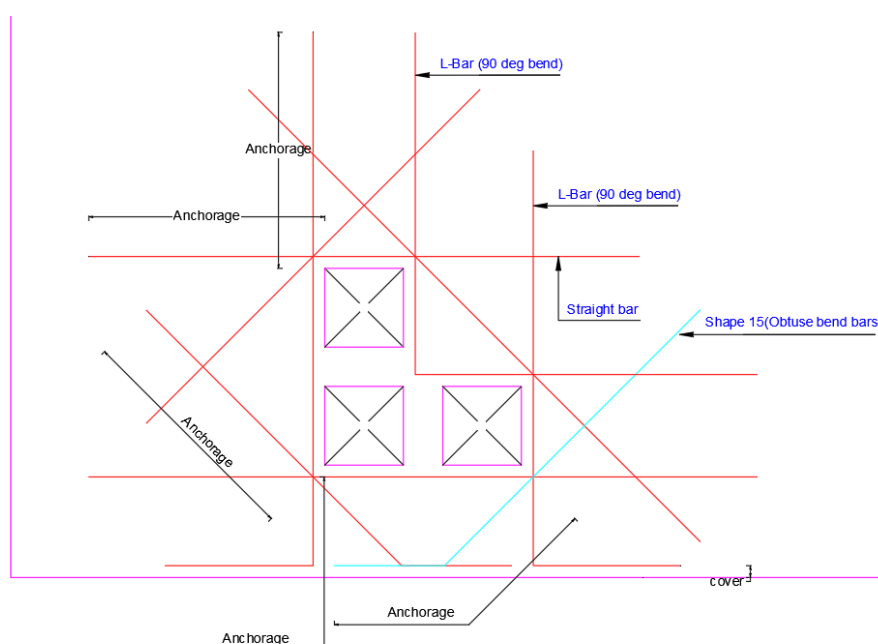 L-Bar (90 deg bend)
Anchorage
L-Bar (90 deg bend)
Anchorage
Straight bar
Shape 15(Obtuse bend bars
Anchorage
cover
Anchorage
Anchorage